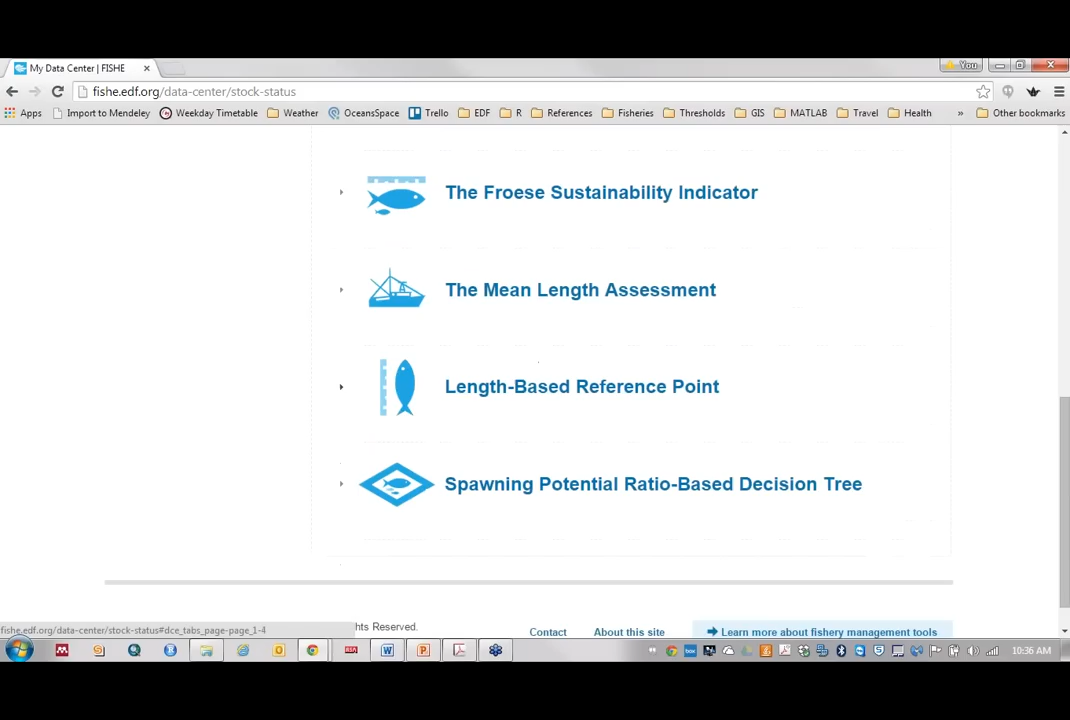 My Data Center | FISHE
You
fishe.edf.org/data-center/stock-status
Apps Import to Mendeley Weekday Timetable Weather OceansSpace Trello EDF R References Fisheries Thresholds GIS MATLAB Travel Health » Other bookmarks
The Froese Sustainability Indicator
The Mean Length Assessment
Length-Based Reference Point
Spawning Potential Ratio-Based Decision Tree
fishe.edf.org/data-center/stock-status#dce_tabs_page-page_1-4
hts Reserved.
Contact About this site Learn more about fishery management tools
10:36 AM